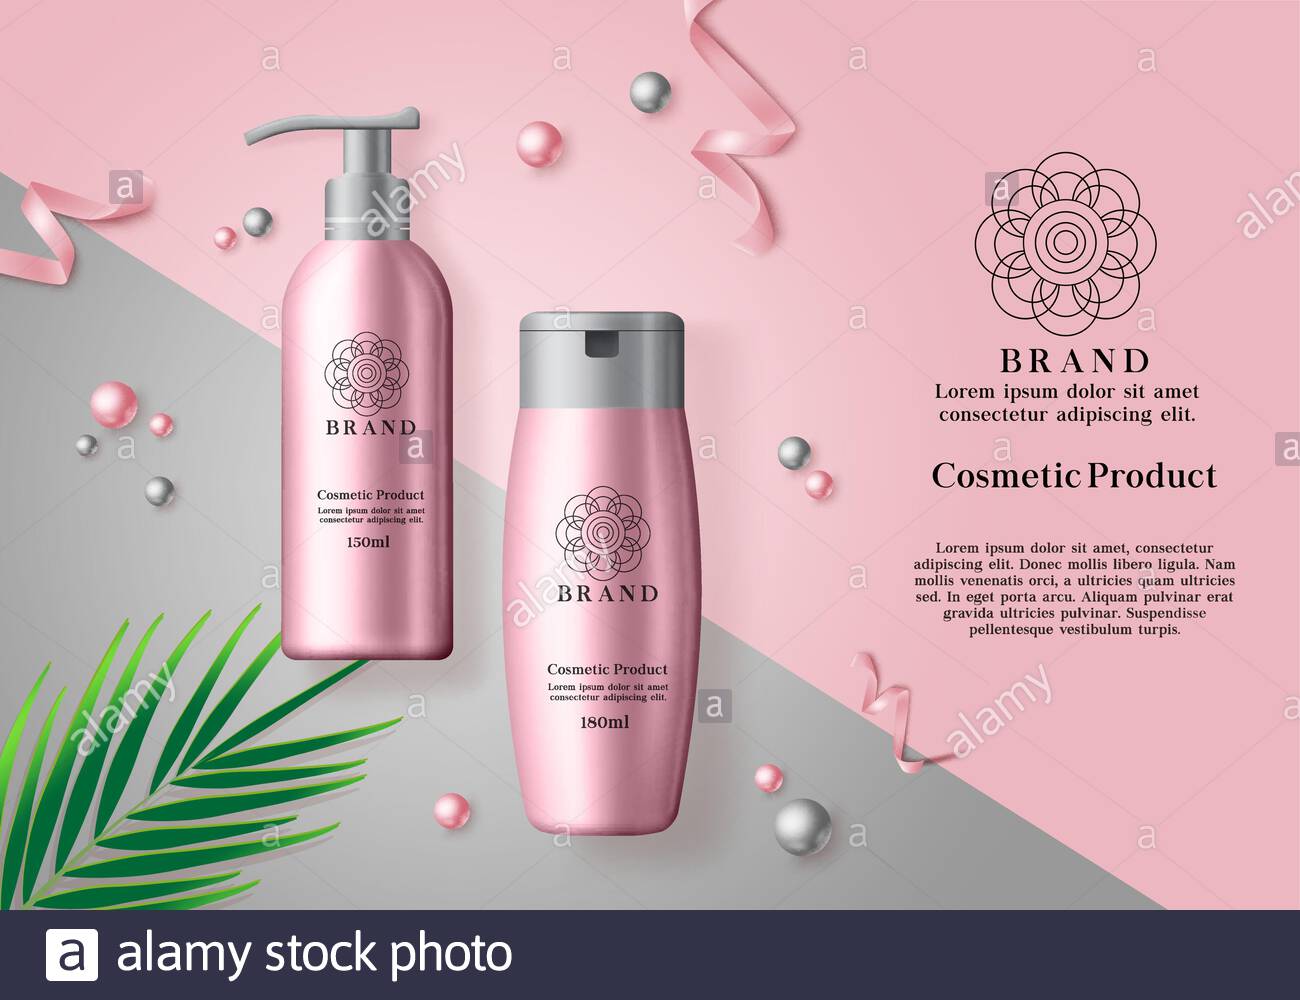 BRAND
Cosmetic Product
Lorem ipsum dolor sit amet
consectetur adipiscing elit.
150ml
BRAND
Cosmetic Product
Lorem ipsum dolor sit amet
consectetur adipiscing elit.
180ml
BRAND
Lorem ipsum dolor sit amet
consectetur adipiscing elit.
Cosmetic Product
Lorem ipsum dolor sit amet, consectetur
adipiscing elit. Donec mollis libero ligula. Nam
mollis venenatis orci, a ultricies quam ultricies
sed. In eget porta arcu. Aliquam pulvinar erat
gravida ultricies pulvinar. Suspendisse
pellentesque vestibulum turpis.
alamy
alamy
alamy
alamy
alamy
a alamy stock photo